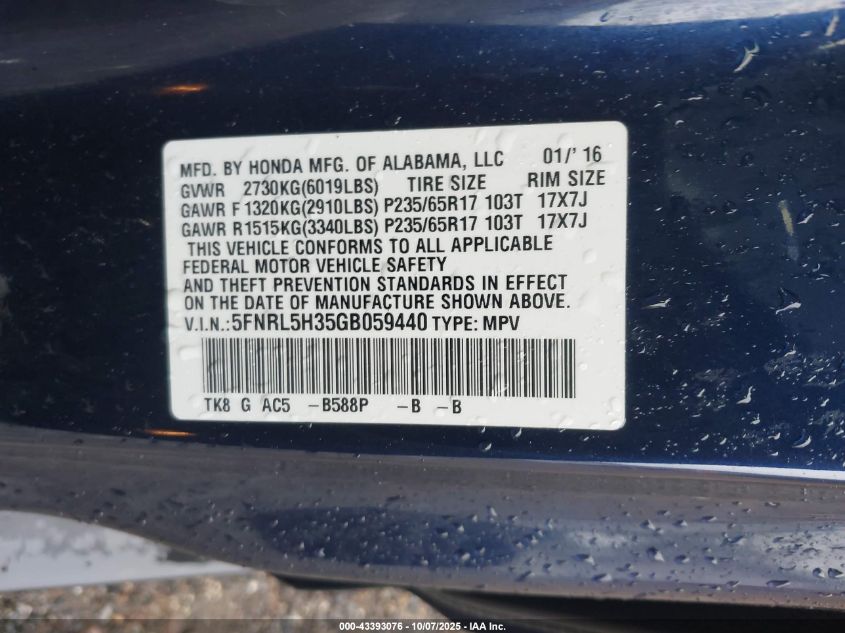 MFD. BY HONDA MFG. OF ALABAMA, LLC 01/' 16
GVWR 2730KG(6019LBS) TIRE SIZE RIM SIZE
GAWR F 1320KG(2910LBS) P235/65R17 103T 17X7J
GAWR R1515KG(3340LBS) P235/65R17 103T 17X7J
THIS VEHICLE CONFORMS TO ALL APPLICABLE
FEDERAL MOTOR VEHICLE SAFETY
AND THEFT PREVENTION STANDARDS IN EFFECT
ON THE DATE OF MANUFACTURE SHOWN ABOVE.
V.I.N.:5FNRL5H35GB059440 TYPE: MPV
TK8 G AC5 –B588P –B –B
000-43393076 • 10/07/2025 - IAA Inc.